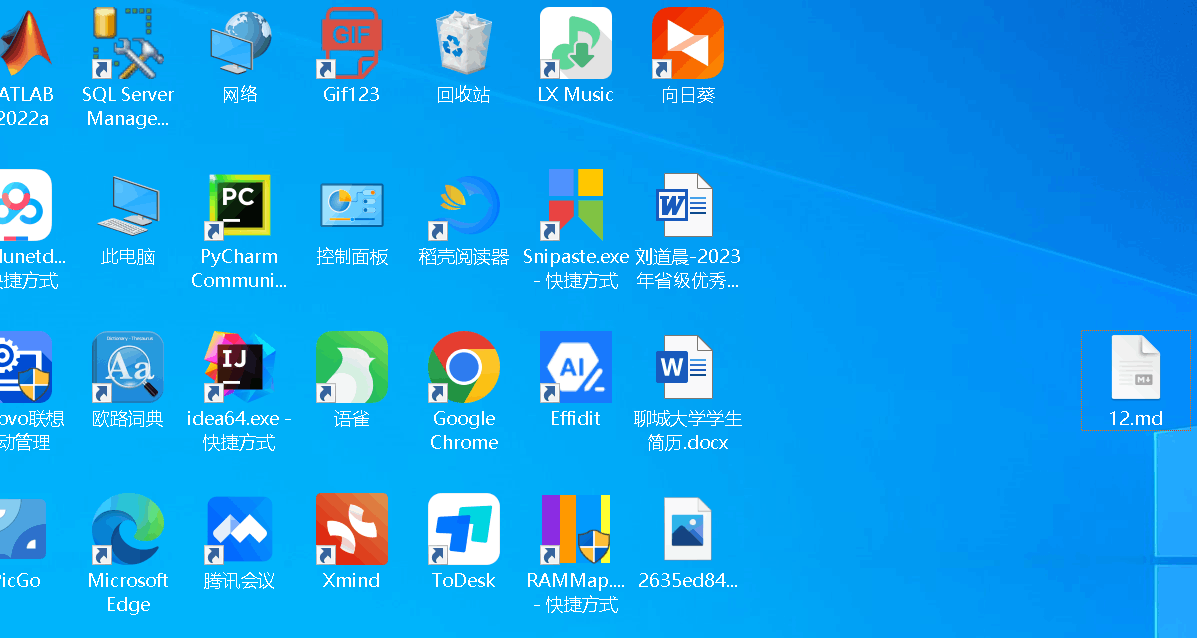 ATLAB
2022a
SQL Server
Manage...
网络
GIF
Gif123
回收站
LX Music
向日葵
lunetd...
快捷方式
此电脑
PC
PyCharm
Communi...
控制面板
稻壳阅读器
Snipaste.exe
- 快捷方式
W
刘道晨-2023
年省级优秀...
ovo联想
动管理
Dictionary - Thesaurus
Aa
欧路词典
IJ
idea64.exe -
快捷方式
语雀
Google
Chrome
AI
Effidit
W
聊城大学学生
简历.docx
M↓
12.md
PicGo
Microsoft
Edge
腾讯会议
Xmind
ToDesk
RAMMap....
- 快捷方式
2635ed84...